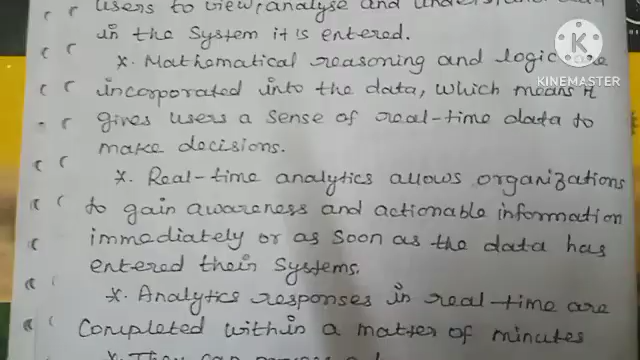 users to view, analyse and understand
in the System it is entered.
*. Mathematical reasoning and logic
incorporated into the data, which means it
gives users a sense of real-time data to
make decisions.
*. Real-time analytics allows organizations
to gain awareness and actionable information
immediately or as soon as the data has
entered their systems.
*. Analytics responses in real-time are
completed within a matter of minutes
*. They can
KINEMASTER